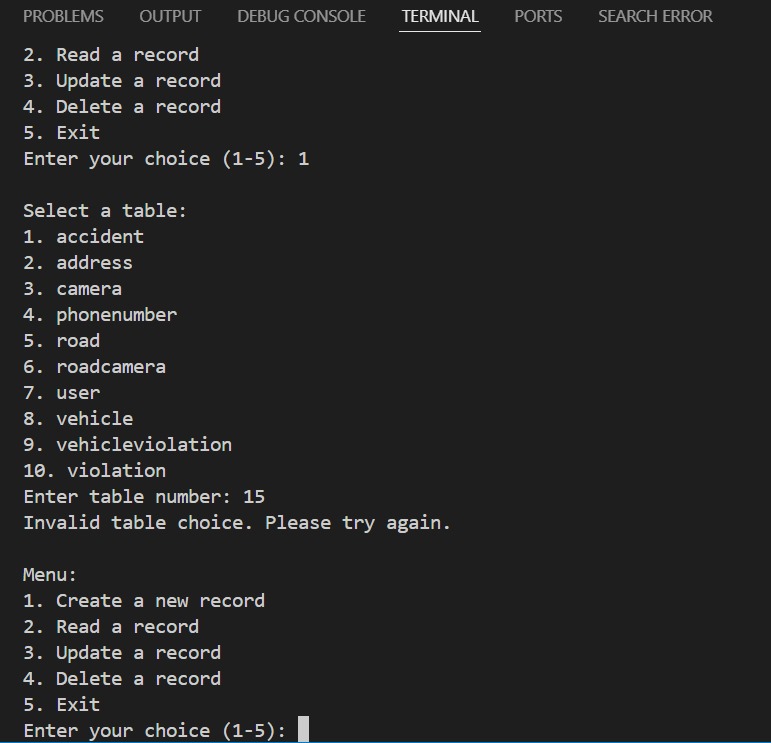 PROBLEMS OUTPUT DEBUG CONSOLE TERMINAL PORTS SEARCH ERROR
2. Read a record
3. Update a record
4. Delete a record
5. Exit
Enter your choice (1-5): 1
Select a table:
1. accident
2. address
3. camera
4. phonenumber
5. road
6. roadcamera
7. user
8. vehicle
9. vehicleviolation
10. violation
Enter table number: 15
Invalid table choice. Please try again.
Menu:
1. Create a new record
2. Read a record
3. Update a record
4. Delete a record
5. Exit
Enter your choice (1-5):